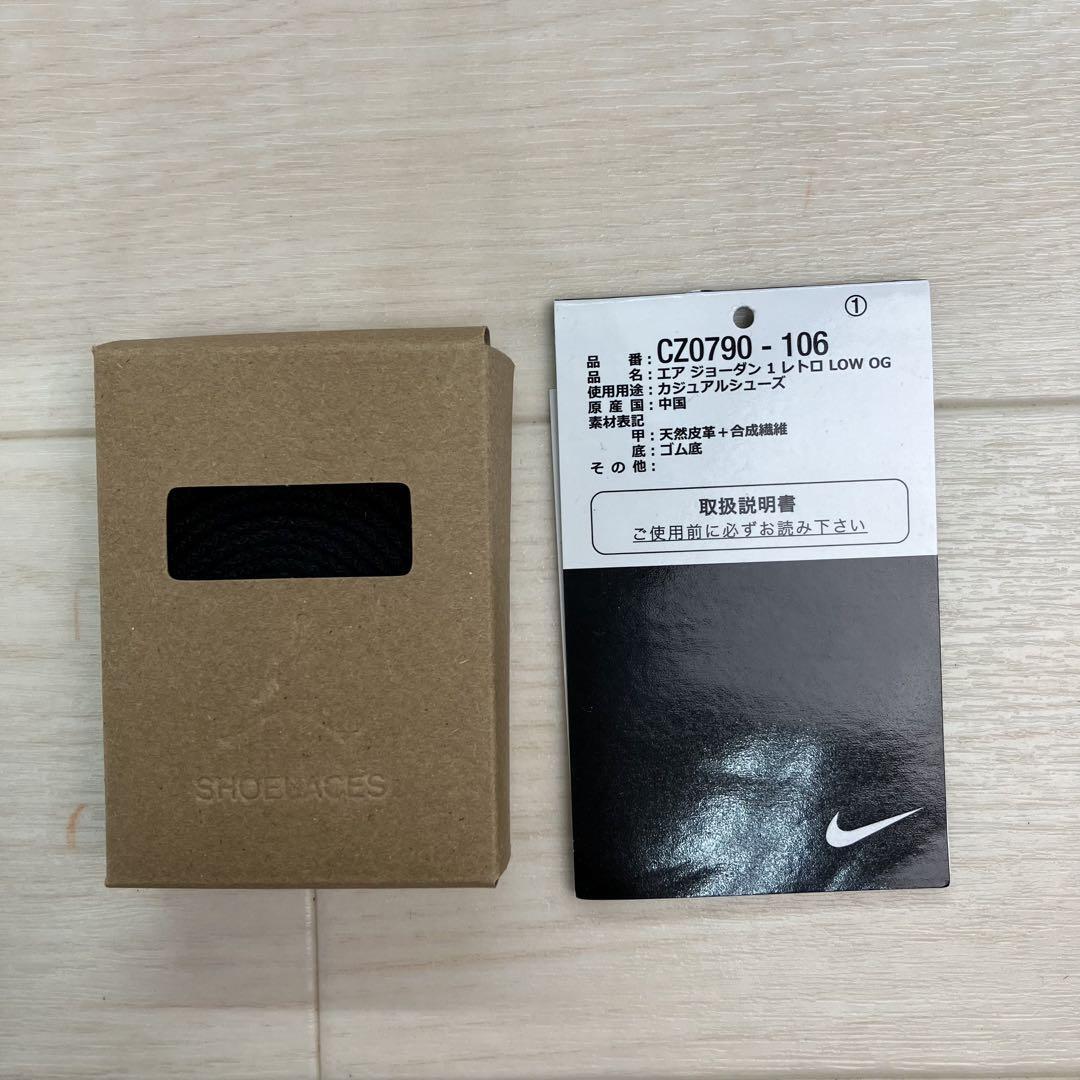 SHOELACES
①
品 番：CZ0790 - 106
品 名：エア ジョーダン 1 レトロ LOW OG
使用用途：カジュアルシューズ
原 産 国：中国
素材表記
甲：天然皮革＋合成繊維
底：ゴム底
そ の 他：
取扱説明書
ご使用前に必ずお読み下さい